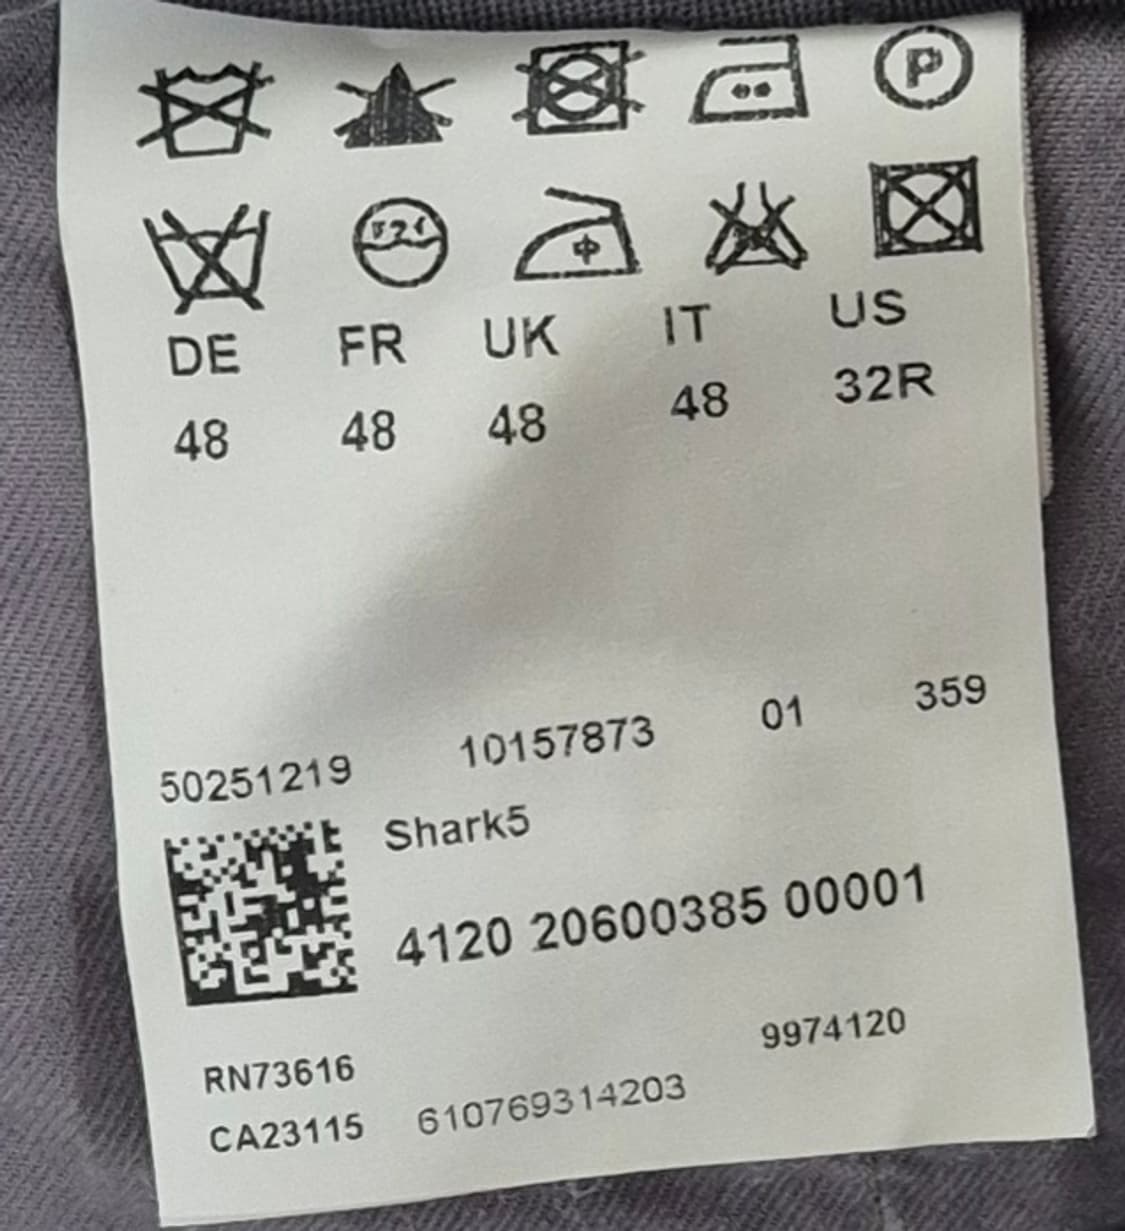 P
DE FR UK IT US
48 48 48 48 32R
50251219 10157873 01 359
Shark5
4120 20600385 00001
9974120
RN73616
CA23115 610769314203